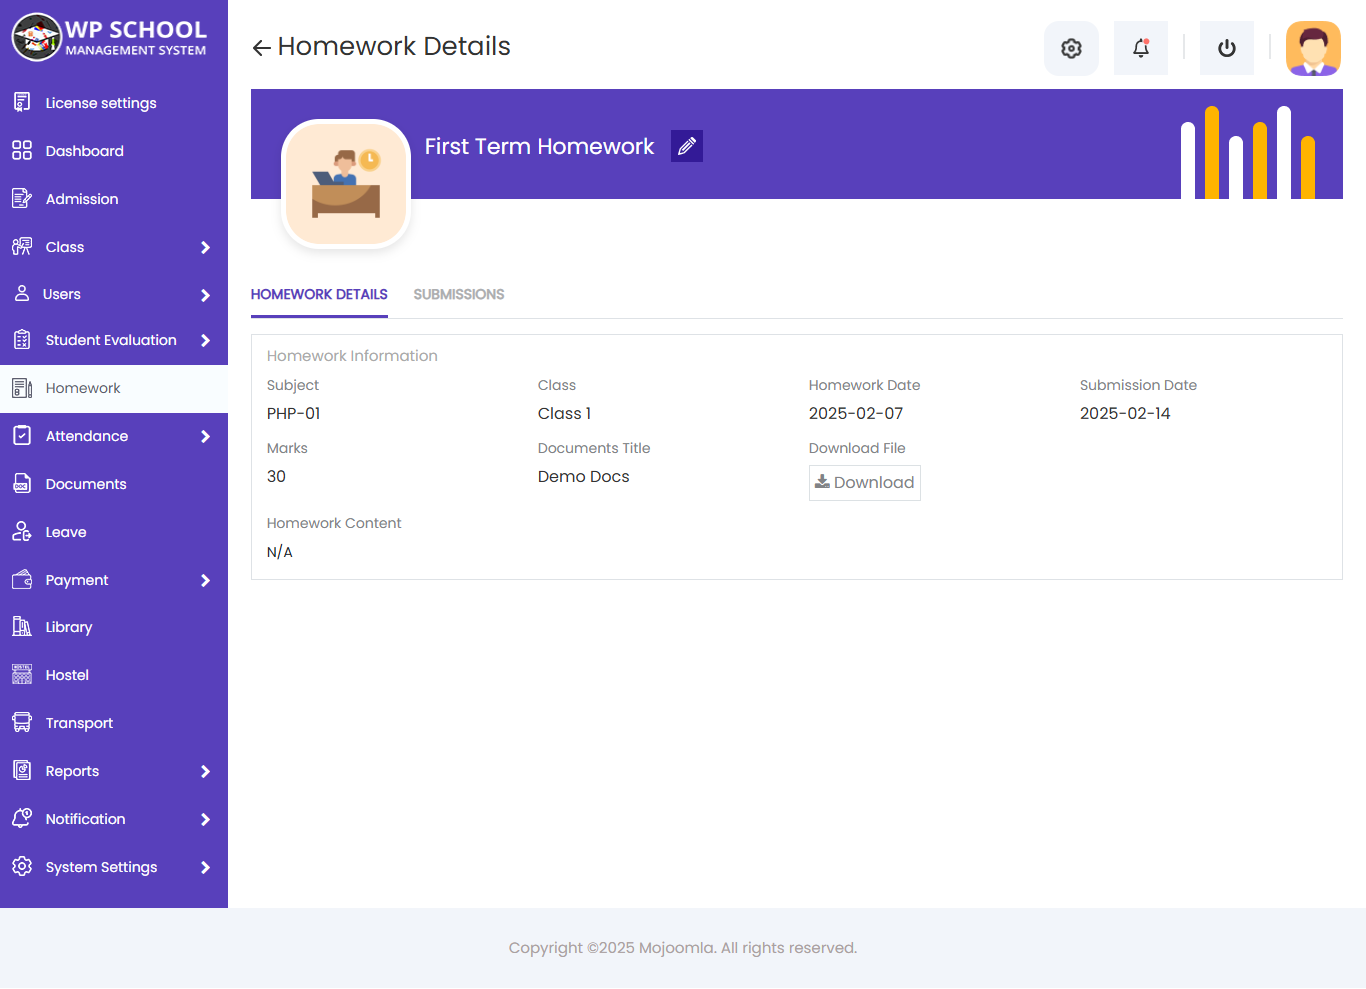 WP SCHOOL
MANAGEMENT SYSTEM
License settings
Dashboard
Admission
Class
Users
Student Evaluation
Homework
Attendance
Documents
Leave
Payment
Library
Hostel
Transport
Reports
Notification
System Settings
Homework Details
First Term Homework
HOMEWORK DETAILS SUBMISSIONS
Homework Information
Subject Class Homework Date Submission Date
PHP-01 Class 1 2025-02-07 2025-02-14
Marks Documents Title Download File
30 Demo Docs Download
Homework Content
N/A
Copyright ©2025 Mojoomla. All rights reserved.